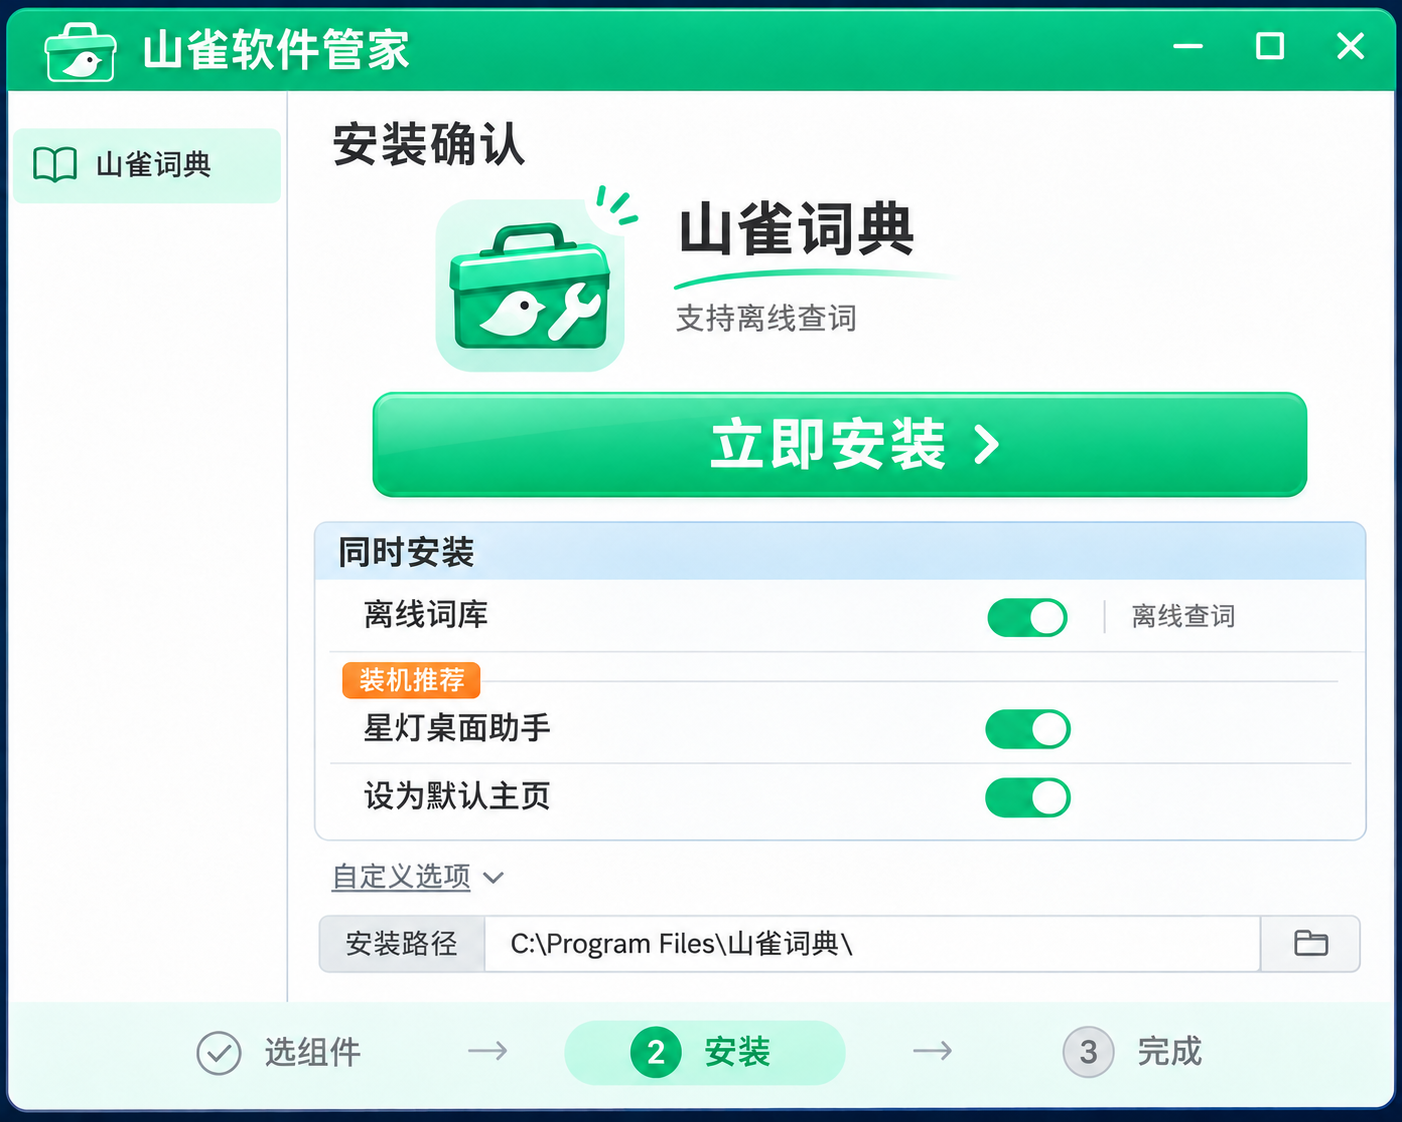 山雀软件管家
山雀词典
安装确认
山雀词典
支持离线查词
立即安装
同时安装
离线词库
离线查词
装机推荐
星灯桌面助手
设为默认主页
自定义选项
安装路径 C:\Program Files\山雀词典\
选组件 → 2 安装 → 3 完成